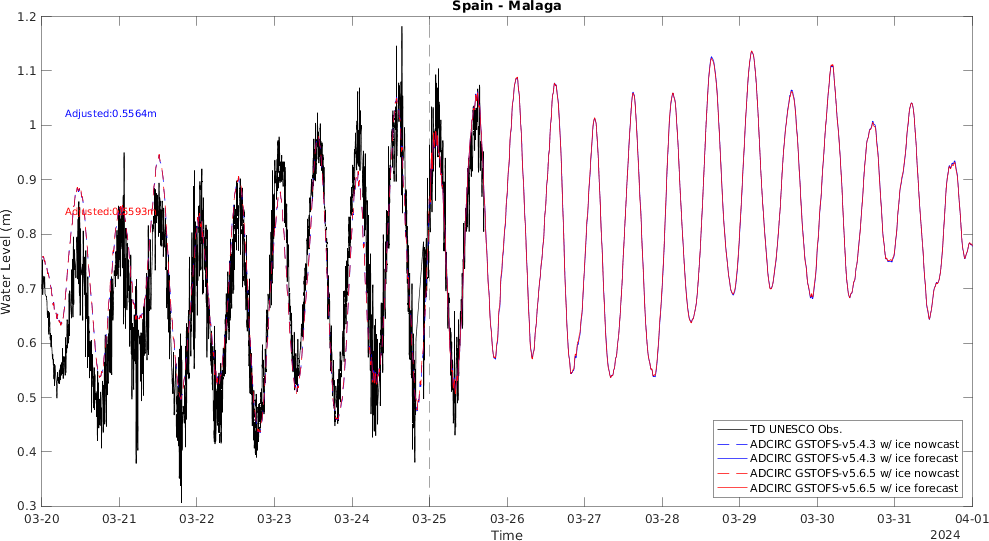 Spain - Malaga
1.2
1.1
1
0.9
0.8
0.7
0.6
0.5
0.4
0.3
Water Level (m)
Adjusted:0.5564m
Adjusted:0.5593m
TD UNESCO Obs.
ADCIRC GSTOFS-v5.4.3 w/ ice nowcast
ADCIRC GSTOFS-v5.4.3 w/ ice forecast
ADCIRC GSTOFS-v5.6.5 w/ ice nowcast
ADCIRC GSTOFS-v5.6.5 w/ ice forecast
03-20 03-21 03-22 03-23 03-24 03-25 03-26 03-27 03-28 03-29 03-30 03-31 04-01
Time
2024